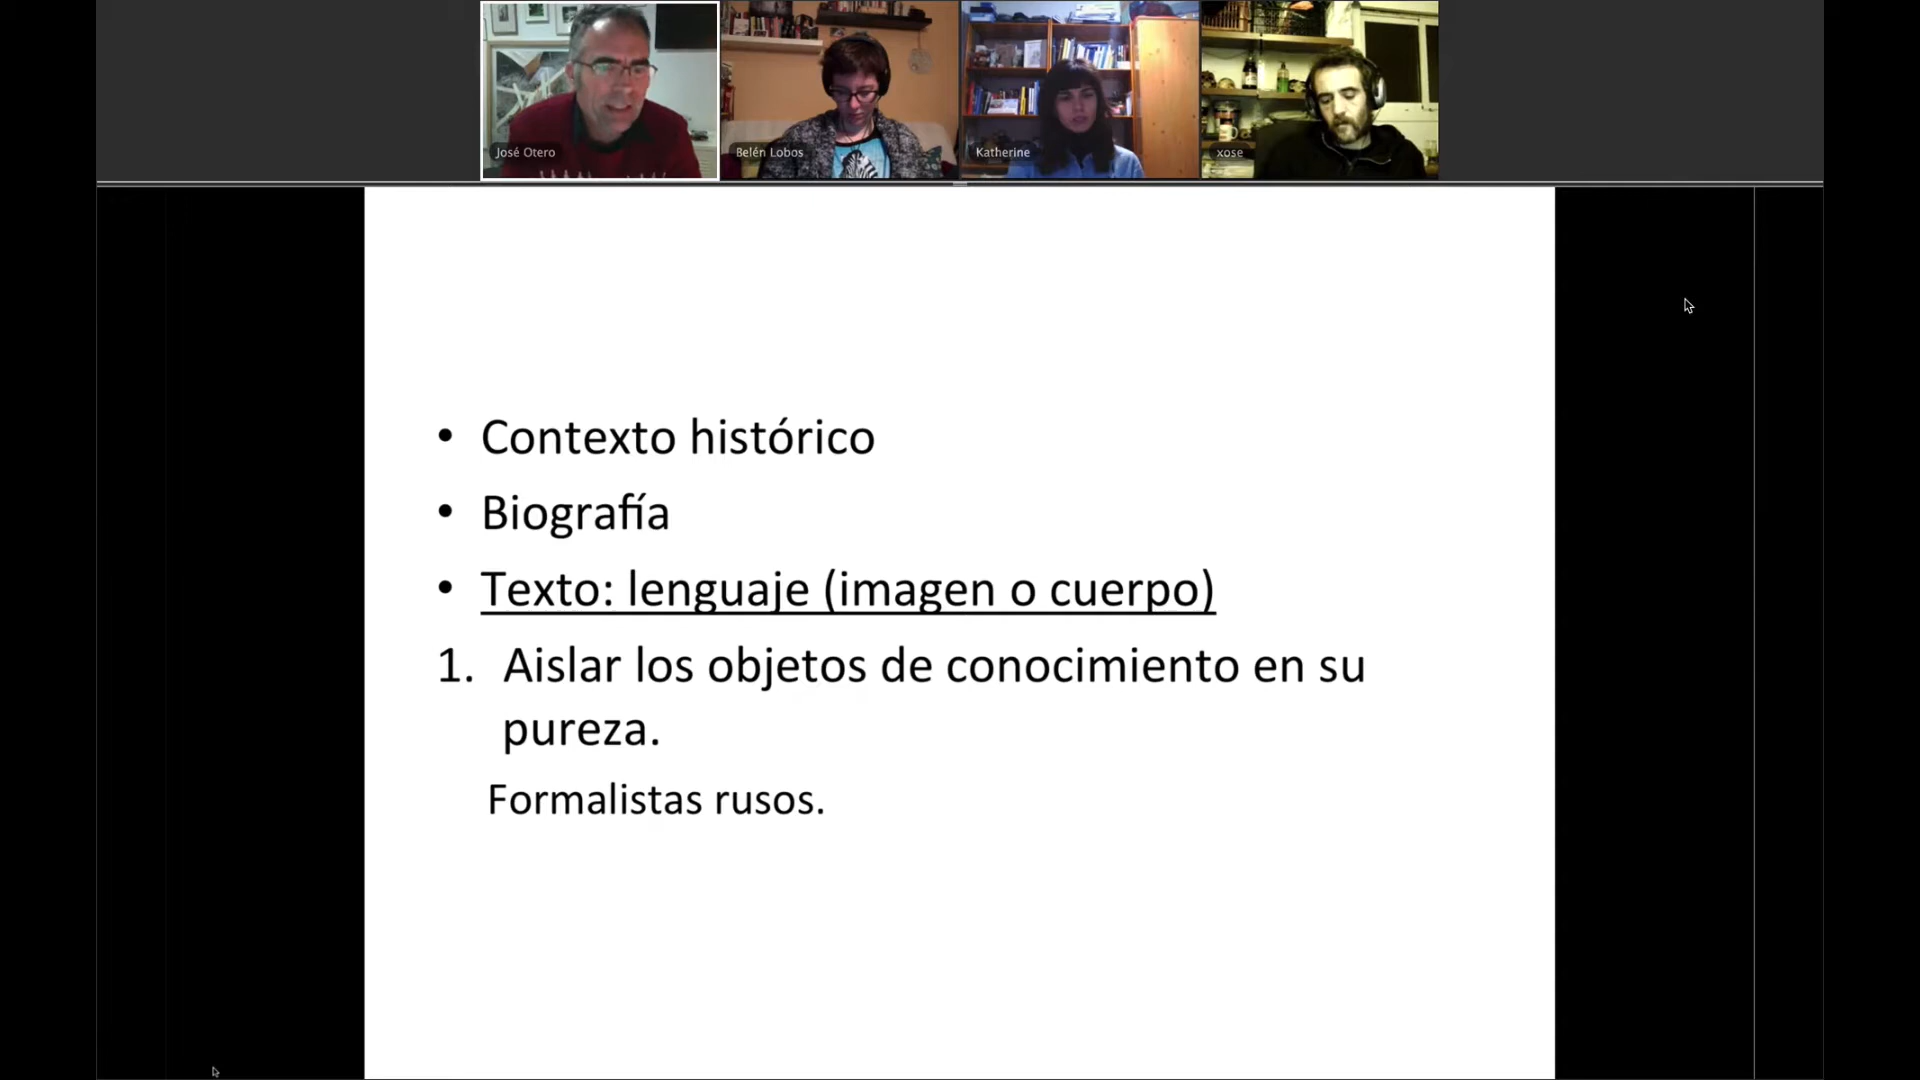 José Otero
Belén Lobos
Katherine
xose
• Contexto histórico
• Biografía
• Texto: lenguaje (imagen o cuerpo)
1. Aislar los objetos de conocimiento en su
pureza.
Formalistas rusos.